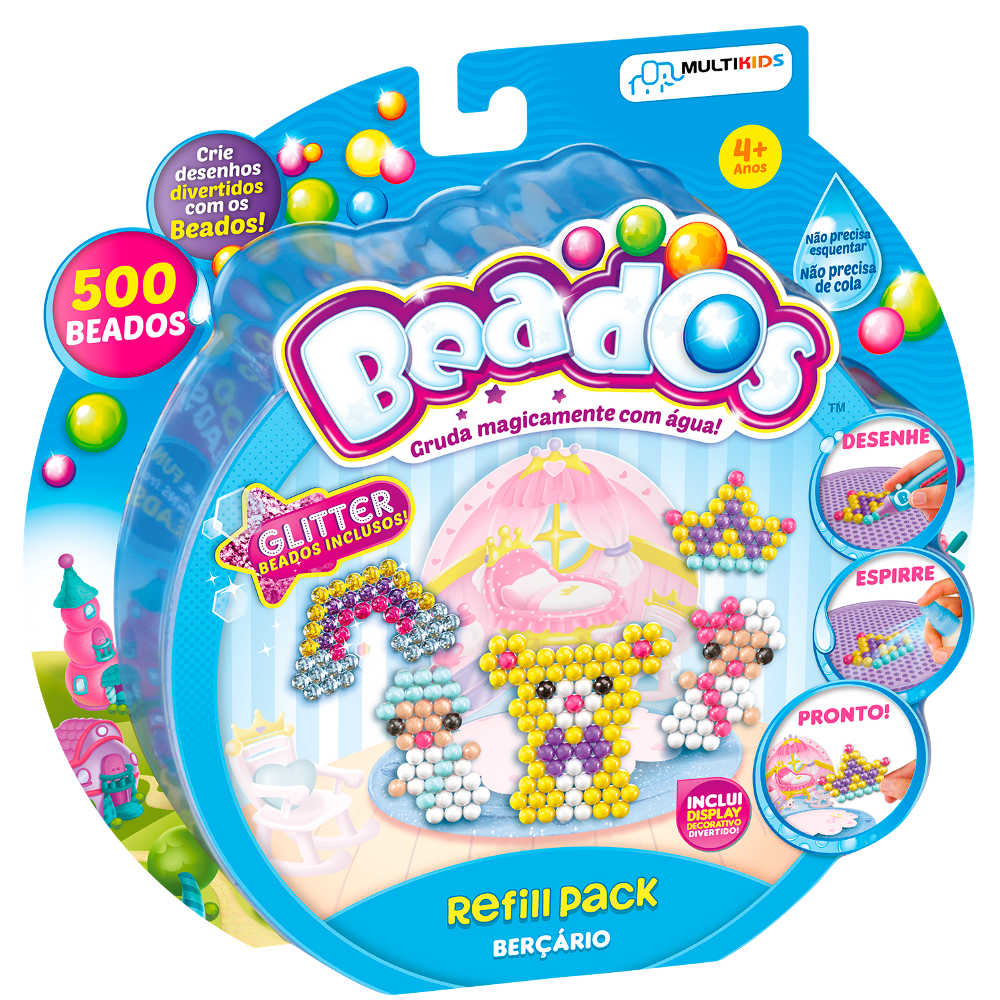 MULTIKIDS
4+
Anos
Crie
desenhos
divertidos
com os
Beados!
500
BEADOS
Não precisa
esquentar
Não precisa
de cola
Beados
TM
Gruda magicamente com água!
GLITTER
BEADOS INCLUSOS!
DESENHE
ESPIRRE
PRONTO!
INCLUI
DISPLAY
DECORATIVO
DIVERTIDO!
Refill Pack
BERÇÁRIO